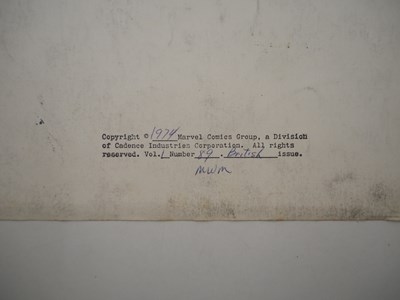 Copyright © 1974 Marvel Comics Group, a Division
of Cadence Industries Corporation. All rights
reserved. Vol. 1 Number 89. British issue.
MWM